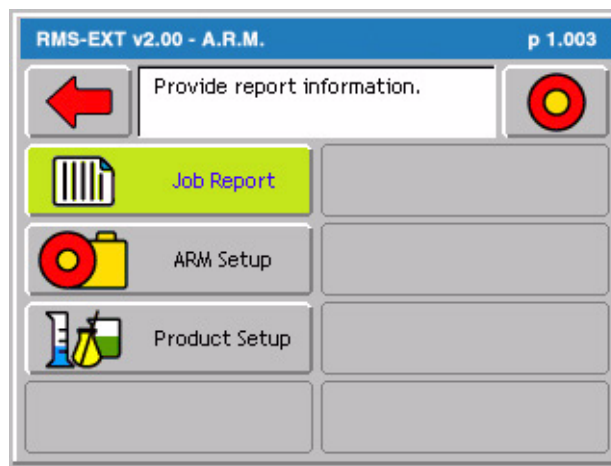 RMS-EXT v2.00 - A.R.M. p 1.003
Provide report information.
Job Report
ARM Setup
Product Setup